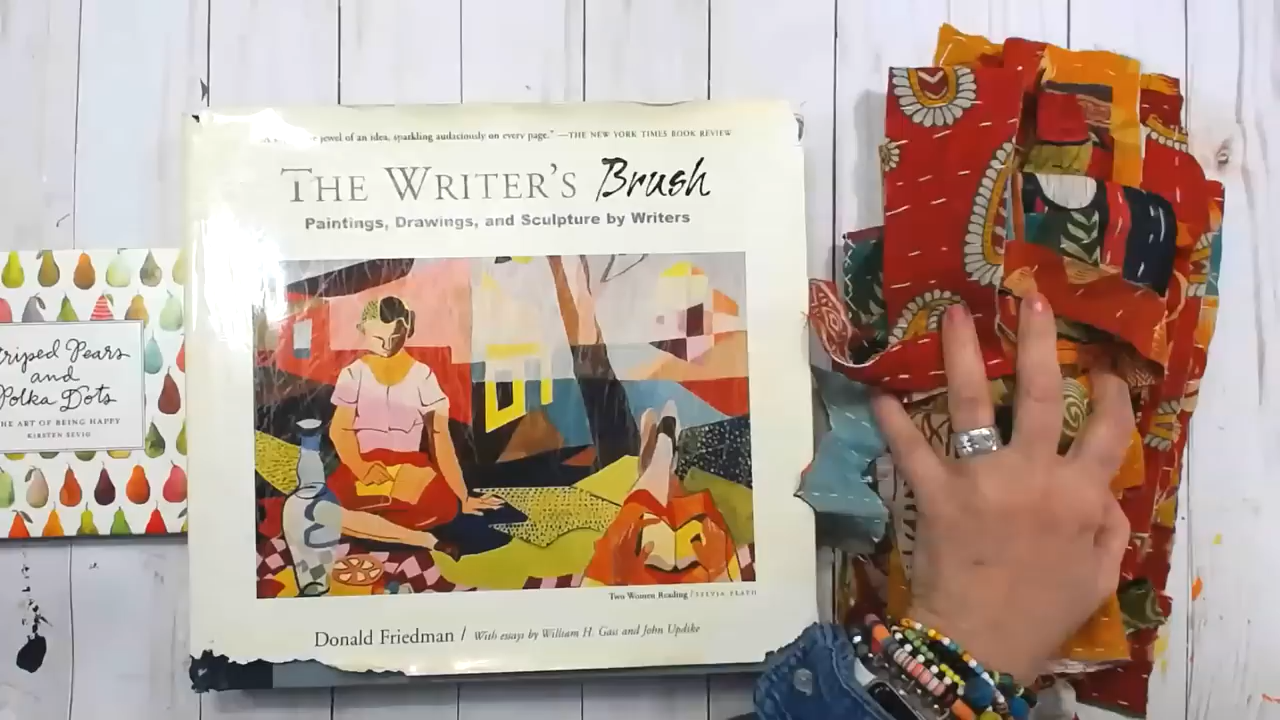 jewel of an idea, sparkling audaciously on every page." —THE NEW YORK TIMES BOOK REVIEW
THE WRITER'S Brush
Paintings, Drawings, and Sculpture by Writers
Two Women Reading / SYLVIA PLATH
Donald Friedman / With essays by William H. Gass and John Updike
triped Pears
and
Polka Dots
HE ART OF BEING HAPPY
KIRSTEN SEVIG